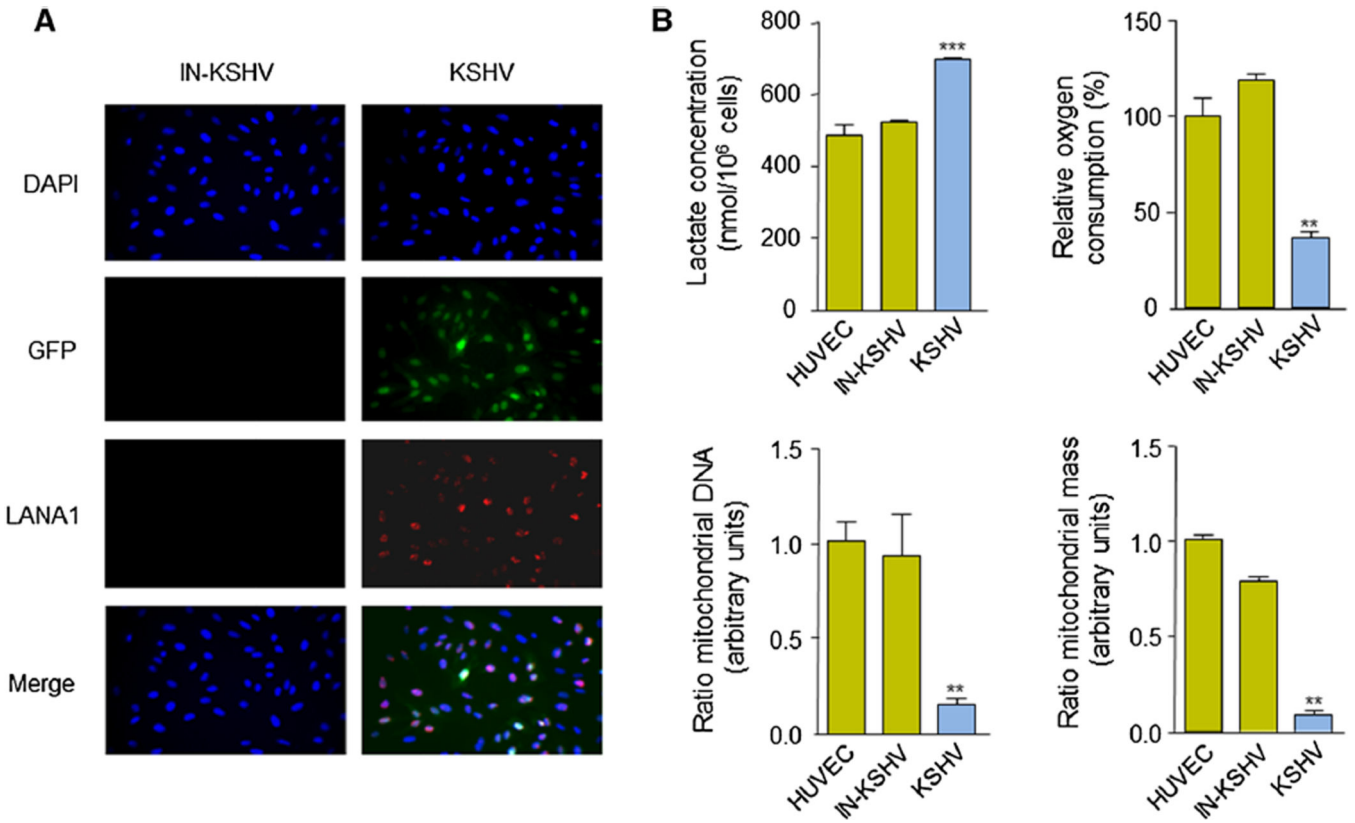 A
IN-KSHV
KSHV
DAPI
GFP
LANA1
Merge
B
Lactate concentration
(nmol/10⁶ cells)
800
600
400
200
0
***
HUVEC
IN-KSHV
KSHV
Relative oxygen
consumption (%)
150
100
50
0
**
HUVEC
IN-KSHV
KSHV
Ratio mitochondrial DNA
(arbitrary units)
1.5
1.0
0.5
0.0
**
HUVEC
IN-KSHV
KSHV
Ratio mitochondrial mass
(arbitrary units)
1.5
1.0
0.5
0.0
**
HUVEC
IN-KSHV
KSHV